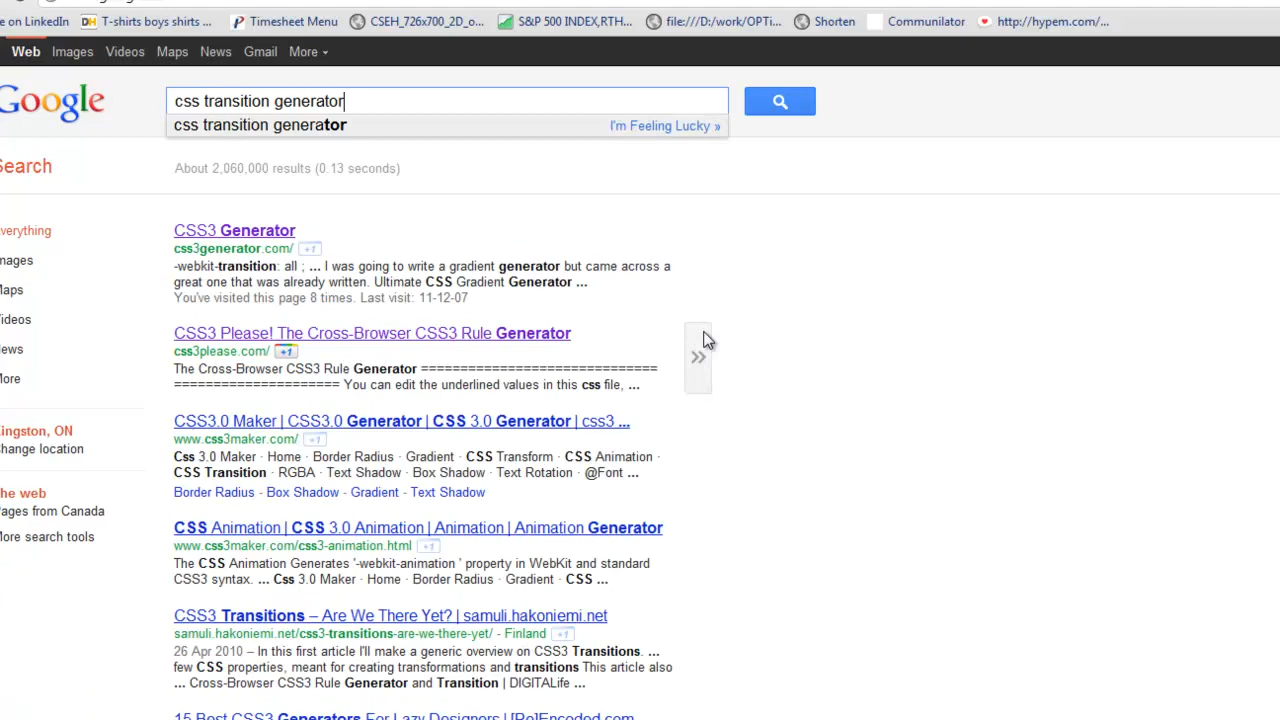 on LinkedIn T-shirts boys shirts ... Timesheet Menu CSEH_726x700_2D_o... S&P 500 INDEX,RTH... file:///D:/work/OPTi... Shorten Communilator http://hypem.com/...
Web Images Videos Maps News Gmail More
Google css transition generator
css transition generator I'm Feeling Lucky »
Search About 2,060,000 results (0.13 seconds)
verything
mages
Maps
ideos
ews
ore
ingston, ON
hange location
he web
ages from Canada
ore search tools
CSS3 Generator
css3generator.com/ +1
-webkit-transition: all ; ... I was going to write a gradient generator but came across a
great one that was already written. Ultimate CSS Gradient Generator ...
You've visited this page 8 times. Last visit: 11-12-07
CSS3 Please! The Cross-Browser CSS3 Rule Generator
css3please.com/ +1
The Cross-Browser CSS3 Rule Generator ==============================
===================== You can edit the underlined values in this css file, ...
»
CSS3.0 Maker | CSS3.0 Generator | CSS 3.0 Generator | css3 ...
www.css3maker.com/ +1
Css 3.0 Maker · Home · Border Radius · Gradient · CSS Transform · CSS Animation ·
CSS Transition · RGBA · Text Shadow · Box Shadow · Text Rotation · @Font ...
Border Radius - Box Shadow - Gradient - Text Shadow
CSS Animation | CSS 3.0 Animation | Animation | Animation Generator
www.css3maker.com/css3-animation.html +1
The CSS Animation Generates '-webkit-animation ' property in WebKit and standard
CSS3 syntax. ... Css 3.0 Maker · Home · Border Radius · Gradient · CSS ...
CSS3 Transitions – Are We There Yet? | samuli.hakoniemi.net
samuli.hakoniemi.net/css3-transitions-are-we-there-yet/ - Finland +1
26 Apr 2010 – In this first article I'll make a generic overview on CSS3 Transitions. ...
few CSS properties, meant for creating transformations and transitions This article also
... Cross-Browser CSS3 Rule Generator and Transition | DIGITALife ...
15 Best CSS3 Generators For Lazy Designers | [Re]Encoded.com